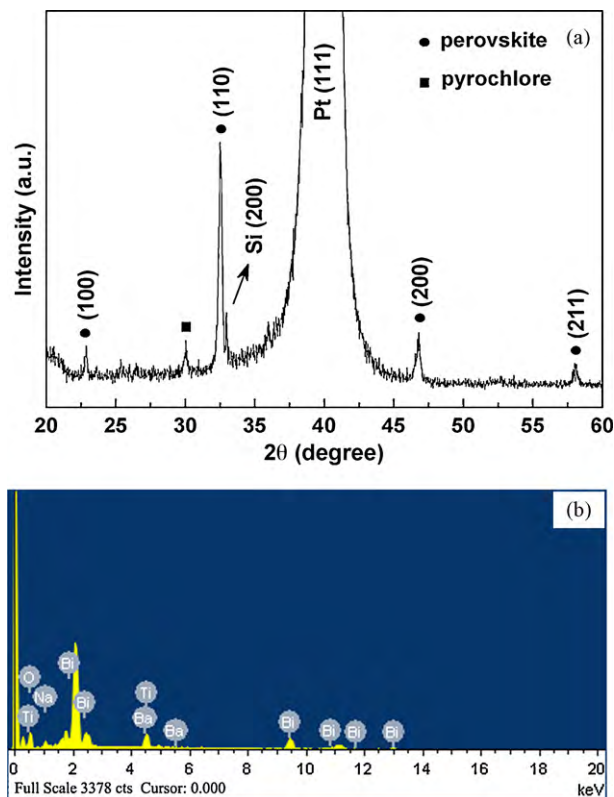 (a)
● perovskite
■ pyrochlore
Intensity (a.u.)
● (100)
■
● (110)
Si (200)
Pt (111)
● (200)
● (211)
20 25 30 35 40 45 50 55 60
2θ (degree)
(b)
O
Ti
Na
Bi
Bi
Ti
Ba
Ba
Bi
Bi
Bi
Bi
0 2 4 6 8 10 12 14 16 18 20
Full Scale 3378 cts Cursor: 0.000
keV